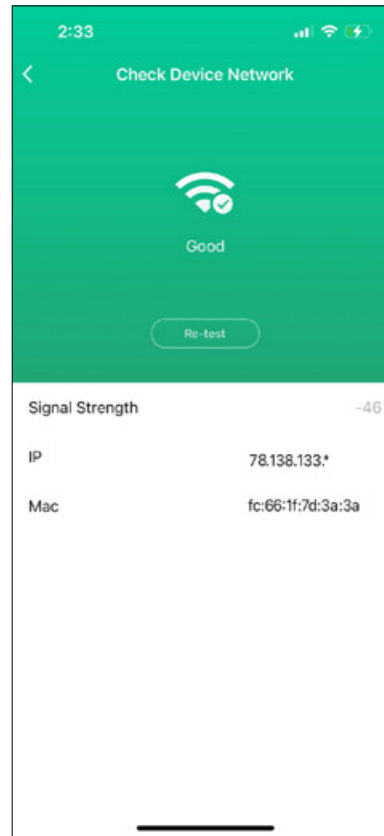 2:33
Check Device Network
Good
Re-test
Signal Strength -46
IP 78.138.133.*
Mac fc:66:1f:7d:3a:3a